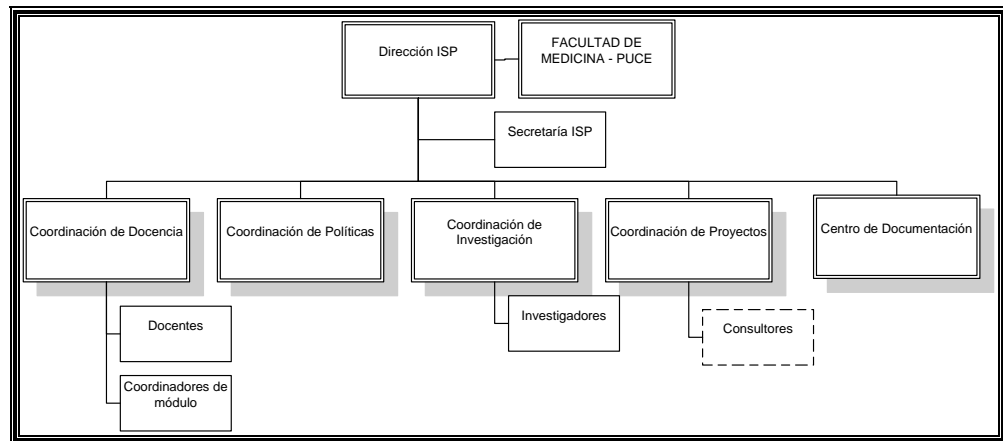 Dirección ISP
FACULTAD DE
MEDICINA - PUCE
Secretaría ISP
Coordinación de Docencia
Coordinación de Políticas
Coordinación de
Investigación
Coordinación de Proyectos
Centro de Documentación
Docentes
Coordinadores de
módulo
Investigadores
Consultores